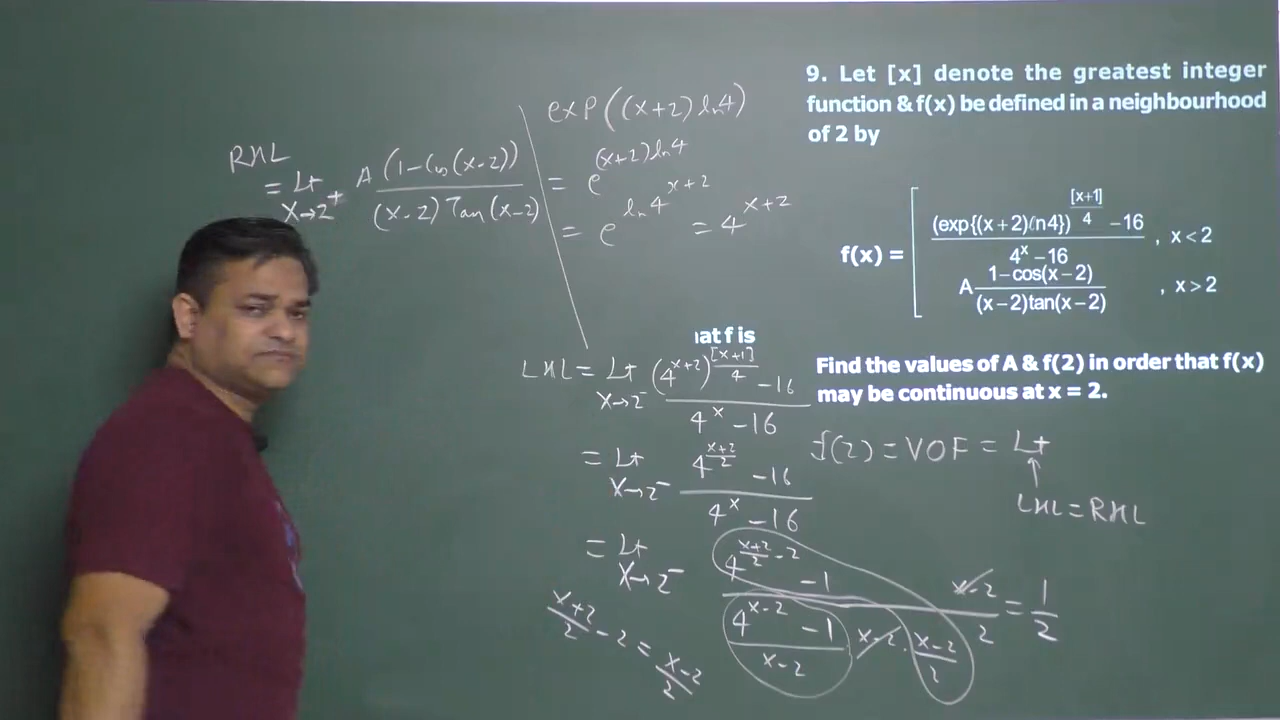 9. Let [x] denote the greatest integer
function & f(x) be defined in a neighbourhood
of 2 by
f(x) = [ (exp{(x+2)ℓn4})^([x+1]/4) −16 / 4^x −16 , x < 2
A 1−cos(x−2) / (x−2)tan(x−2) , x > 2
Find the values of A & f(2) in order that f(x)
may be continuous at x = 2.
f(2) = VOF = Lt
↑
LHL = RHL
RHL
= Lt x→2⁺ A(1-Cos(x-2)) / (x-2) Tan(x-2)
exp((x+2) ln4)
= e^((x+2)ln4)
= e^(ln4^(x+2)) = 4^(x+2)
at f is
LHL = Lt x→2⁻ (4^(x+2))^([x+1]/4) - 16 / 4^x - 16
= Lt x→2⁻ 4^((x+2)/2) - 16 / 4^x - 16
= Lt x→2⁻ 4^((x+2)/2 - 2) - 1 / (4^(x-2) - 1 / x-2) x-2 · (x-2)/2 x-2 / 2 = 1/2
(x+2)/2 - 2 = (x-2)/2